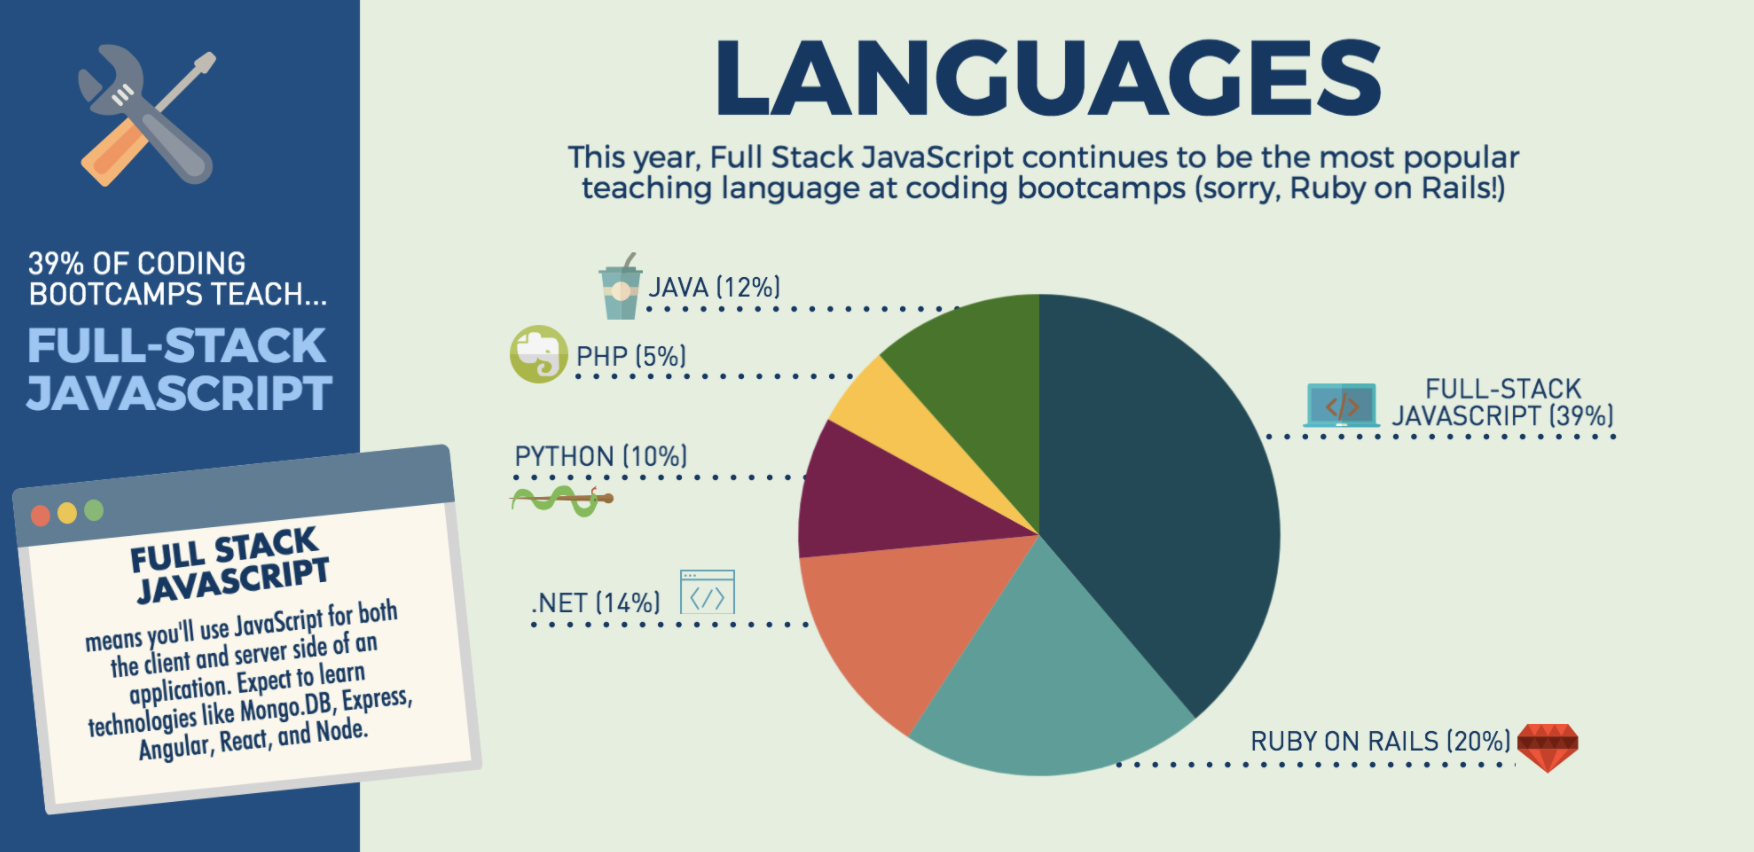 39% OF CODING
BOOTCAMPS TEACH...
FULL-STACK
JAVASCRIPT
FULL STACK
JAVASCRIPT
means you'll use JavaScript for both
the client and server side of an
application. Expect to learn
technologies like Mongo.DB, Express,
Angular, React, and Node.
LANGUAGES
This year, Full Stack JavaScript continues to be the most popular
teaching language at coding bootcamps (sorry, Ruby on Rails!)
JAVA (12%)
PHP (5%)
PYTHON (10%)
.NET (14%)
</>
</>
FULL-STACK
JAVASCRIPT (39%)
RUBY ON RAILS (20%)